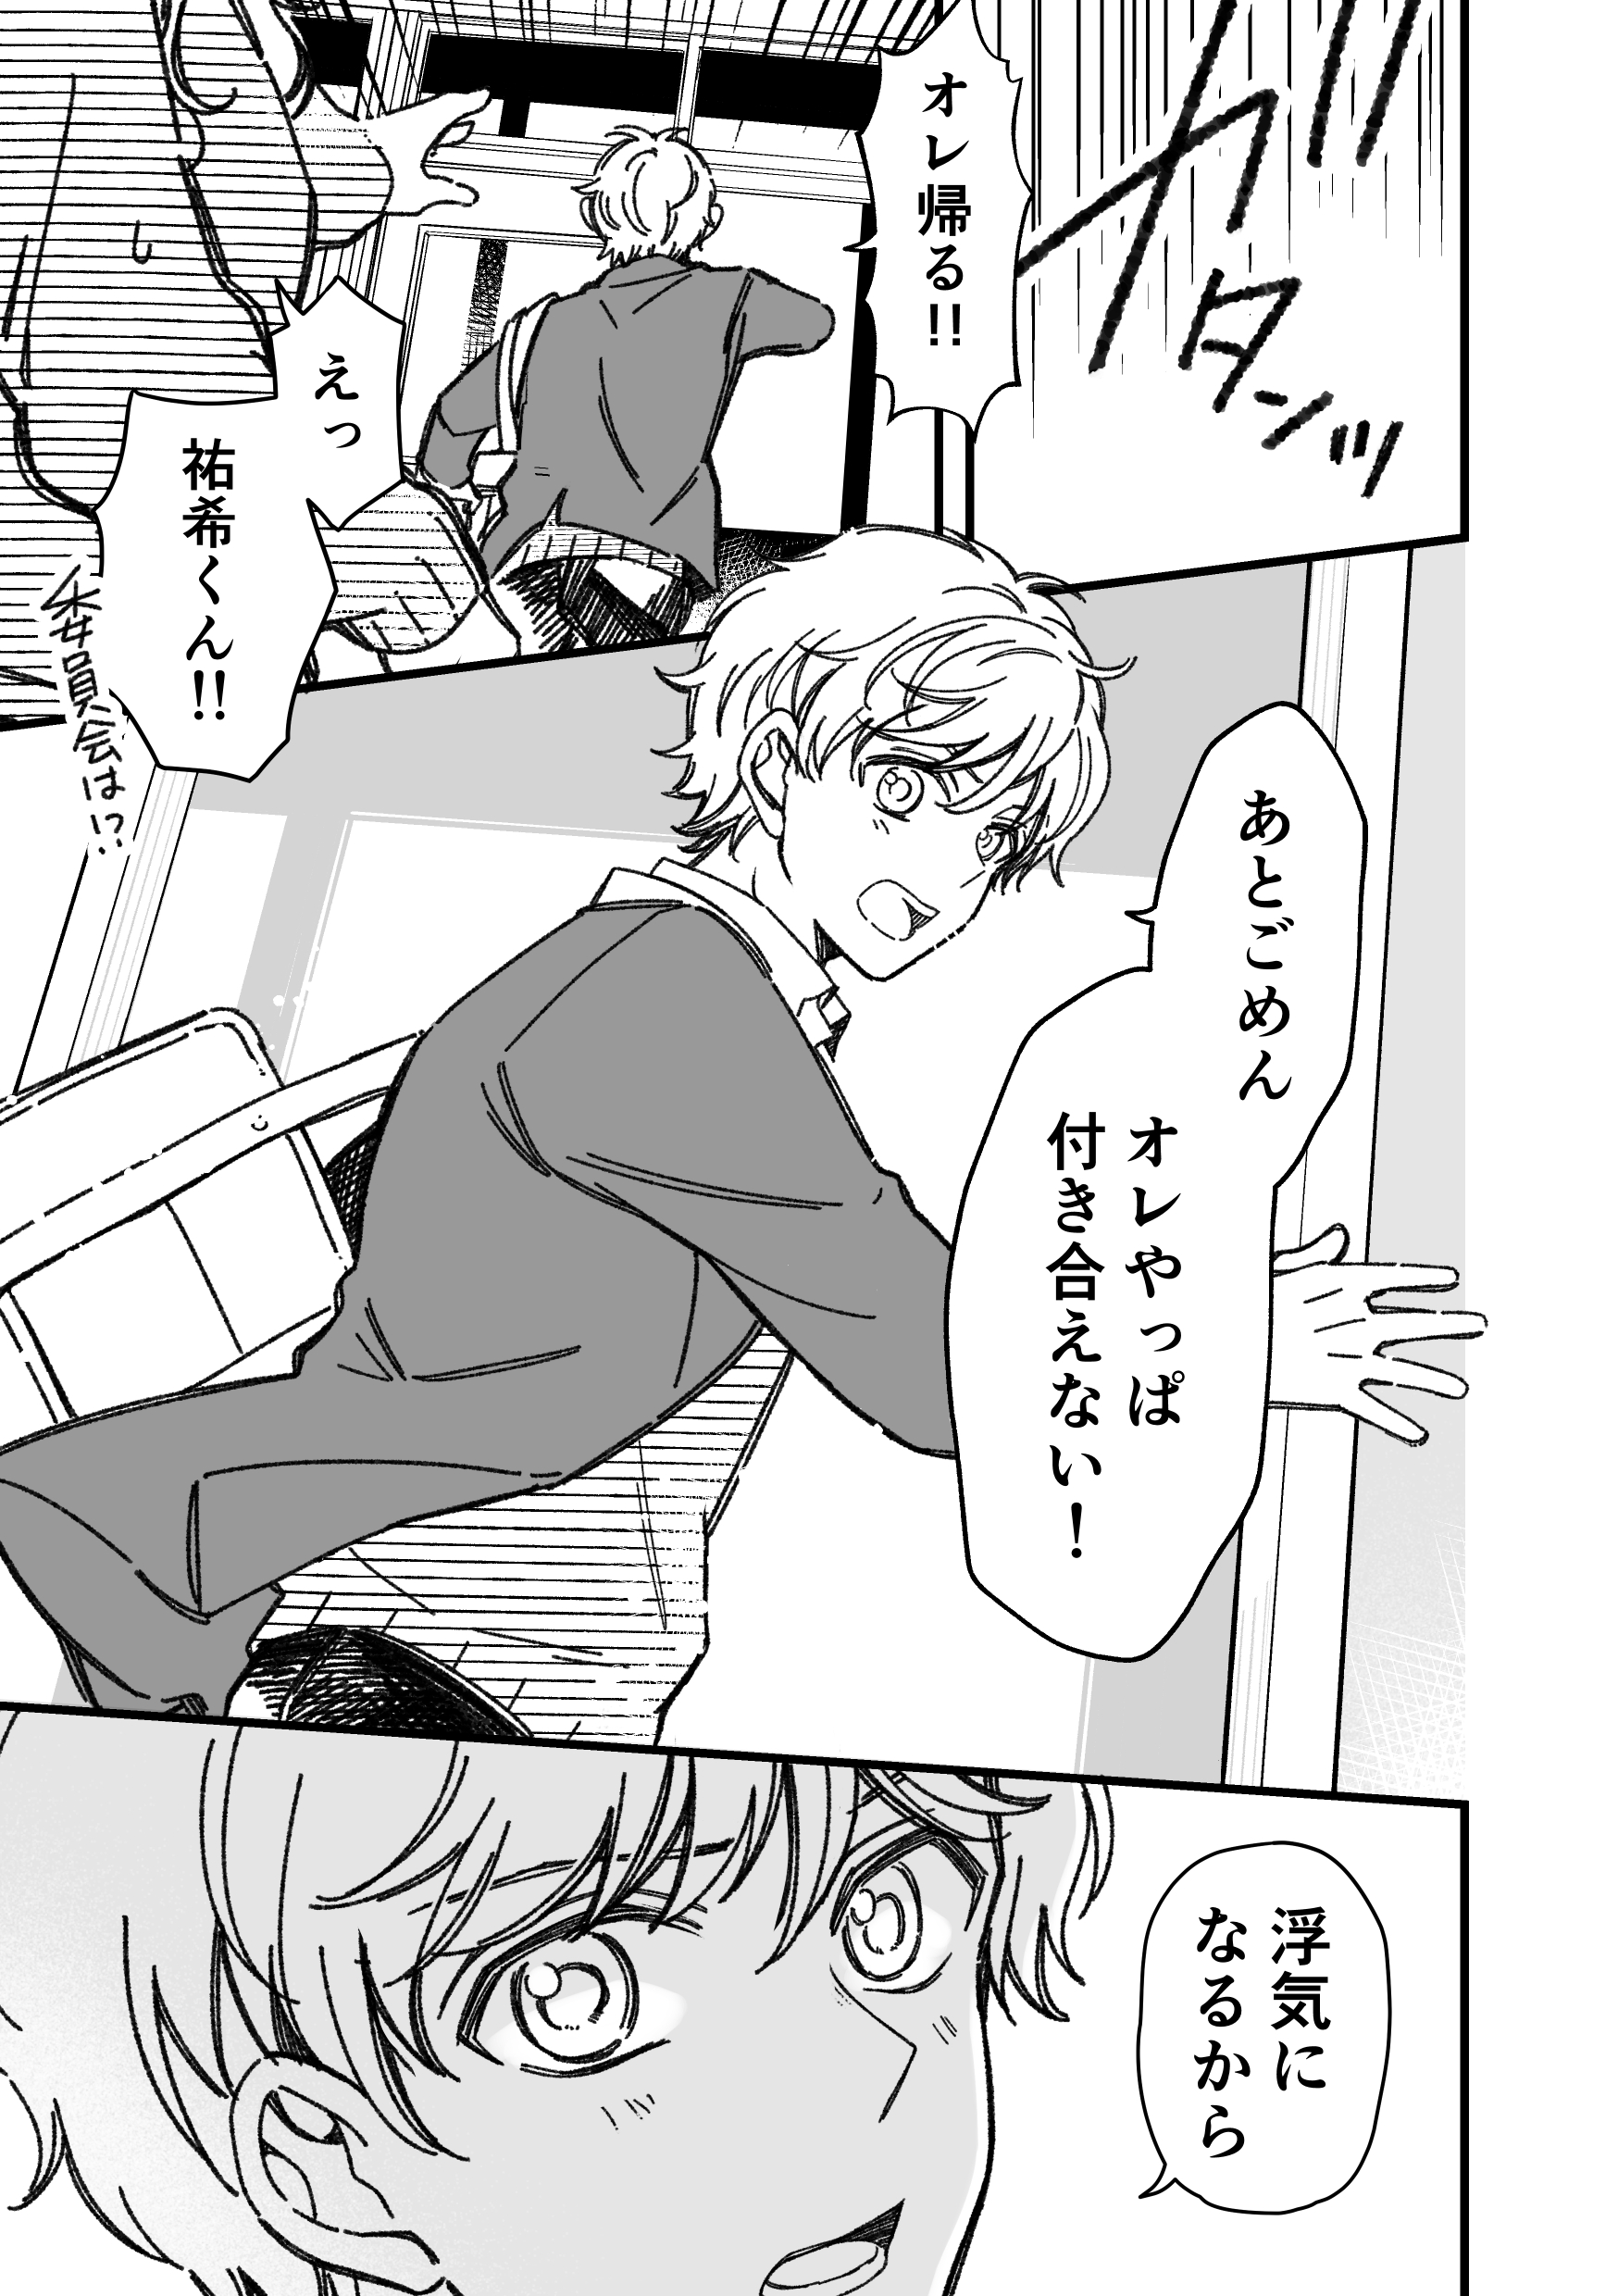 ガタンッ
オレ帰る!!
えっ
祐希くん!!
委員会は!?
あとごめん
オレやっぱ
付き合えない!
浮気に
なるから